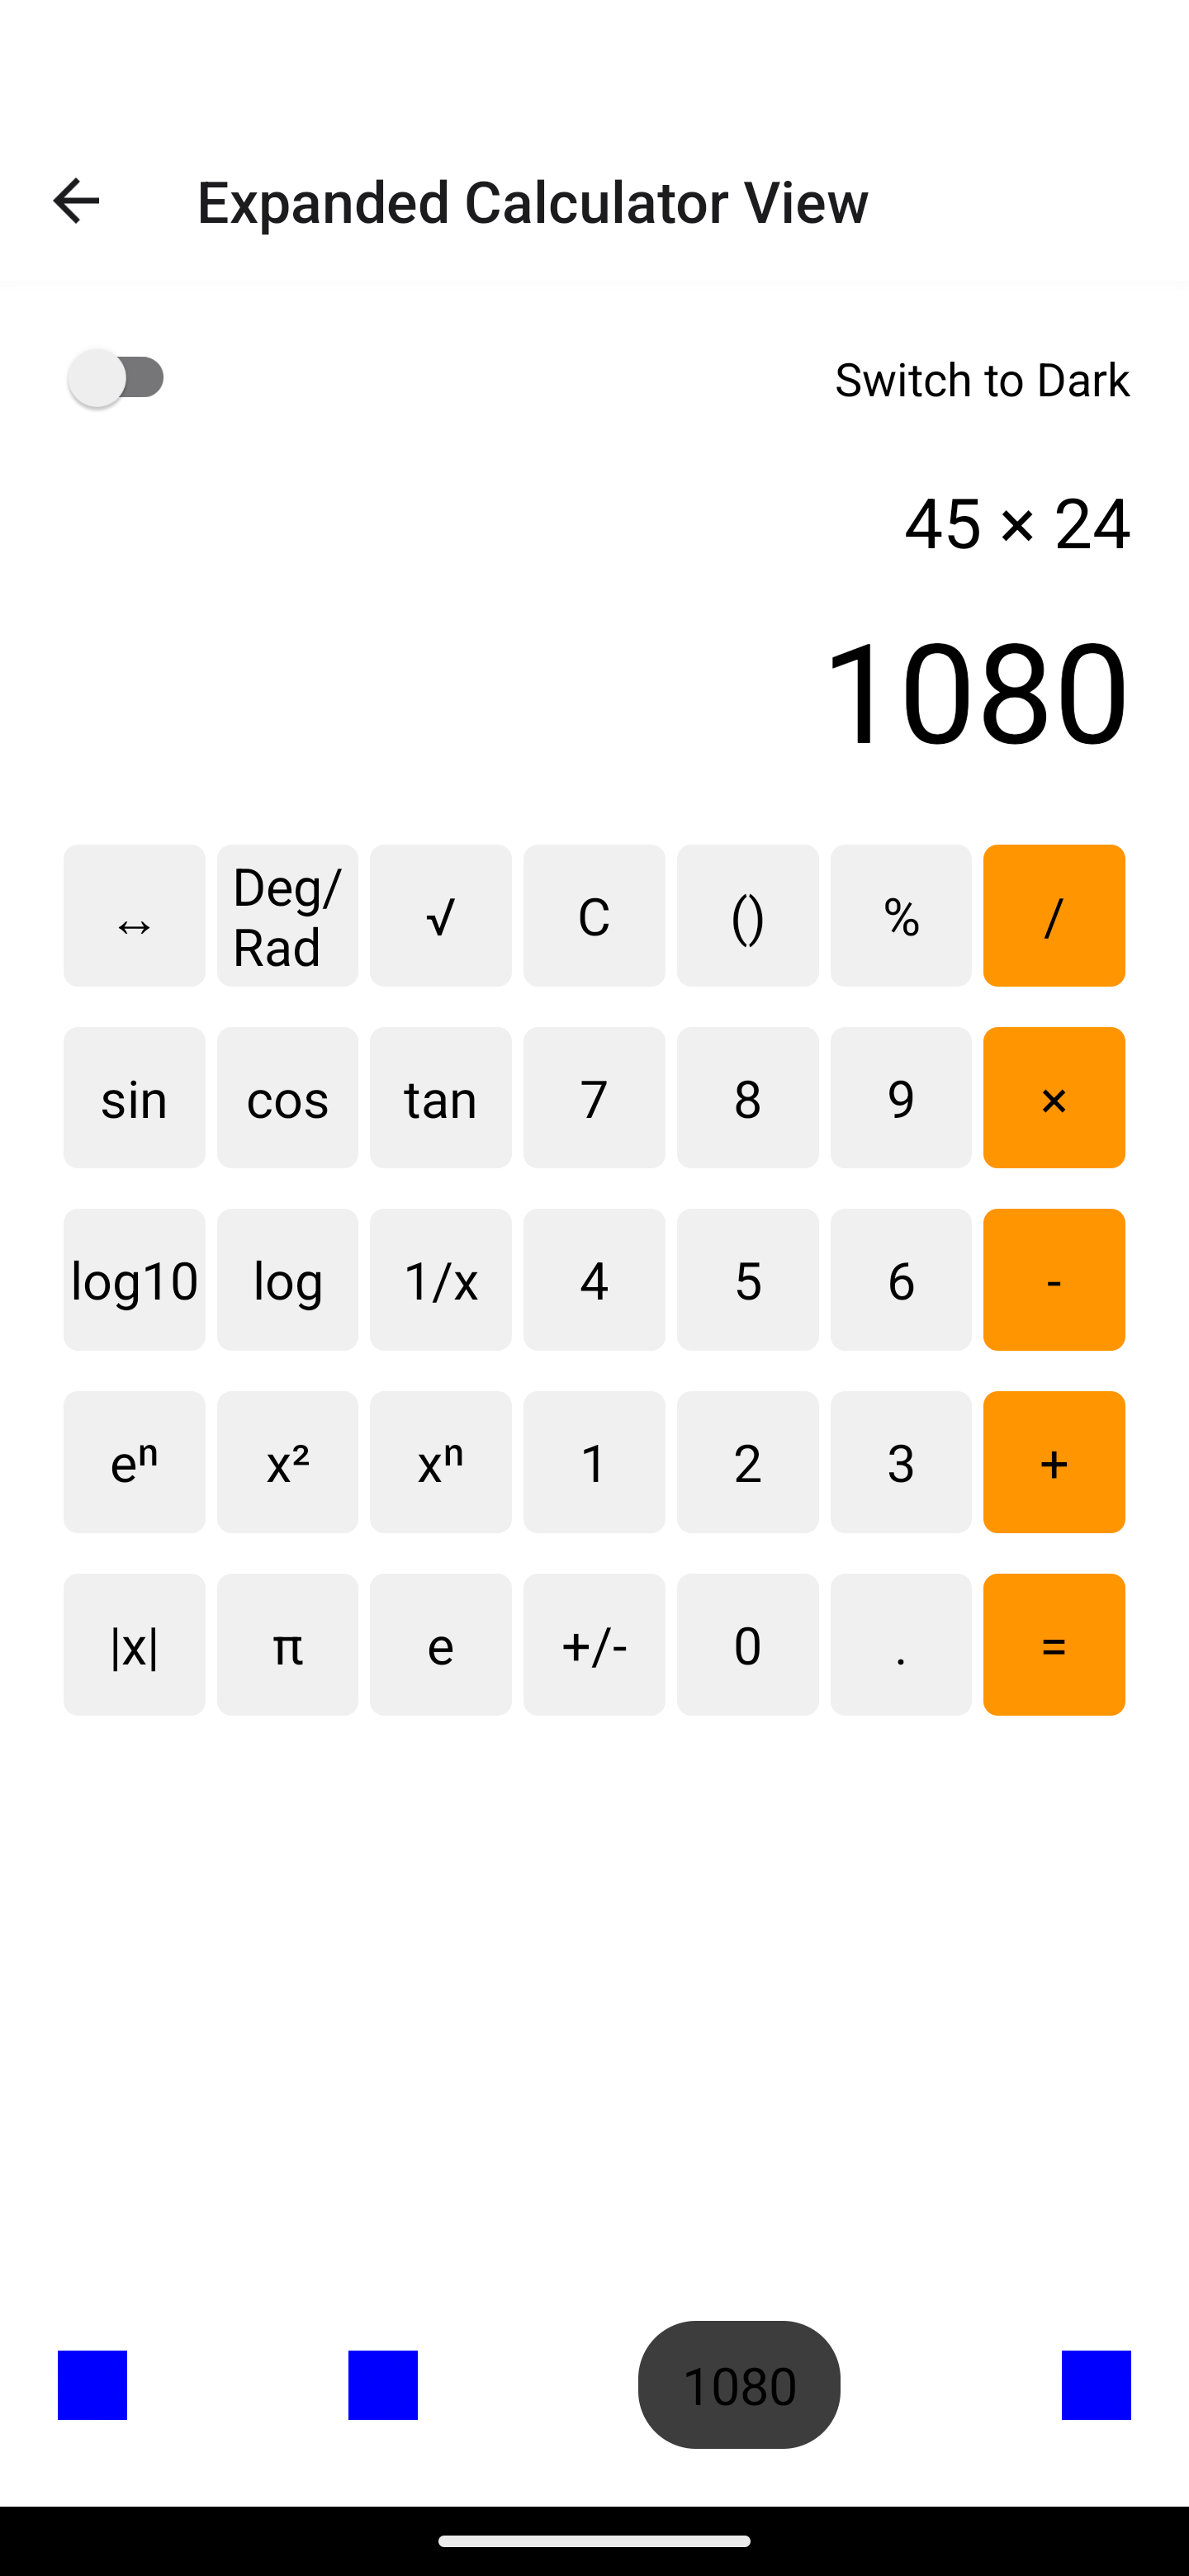 Expanded Calculator View
Switch to Dark
45 × 24
1080
↔ Deg/ √ C () % /
Rad
sin cos tan 7 8 9 ×
log10 log 1/x 4 5 6 -
eⁿ x² xⁿ 1 2 3 +
|x| π e +/- 0 . =
1080